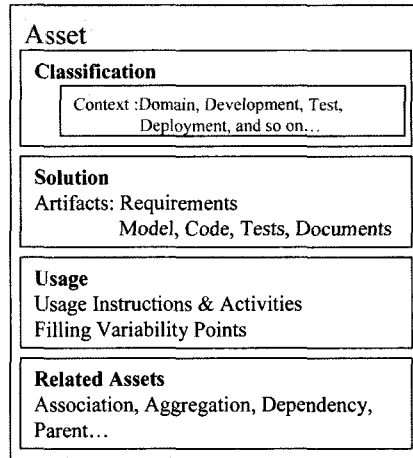 Asset
Classification
Context :Domain, Development, Test,
Deployment, and so on...
Solution
Artifacts: Requirements
Model, Code, Tests, Documents
Usage
Usage Instructions & Activities
Filling Variability Points
Related Assets
Association, Aggregation, Dependency,
Parent...